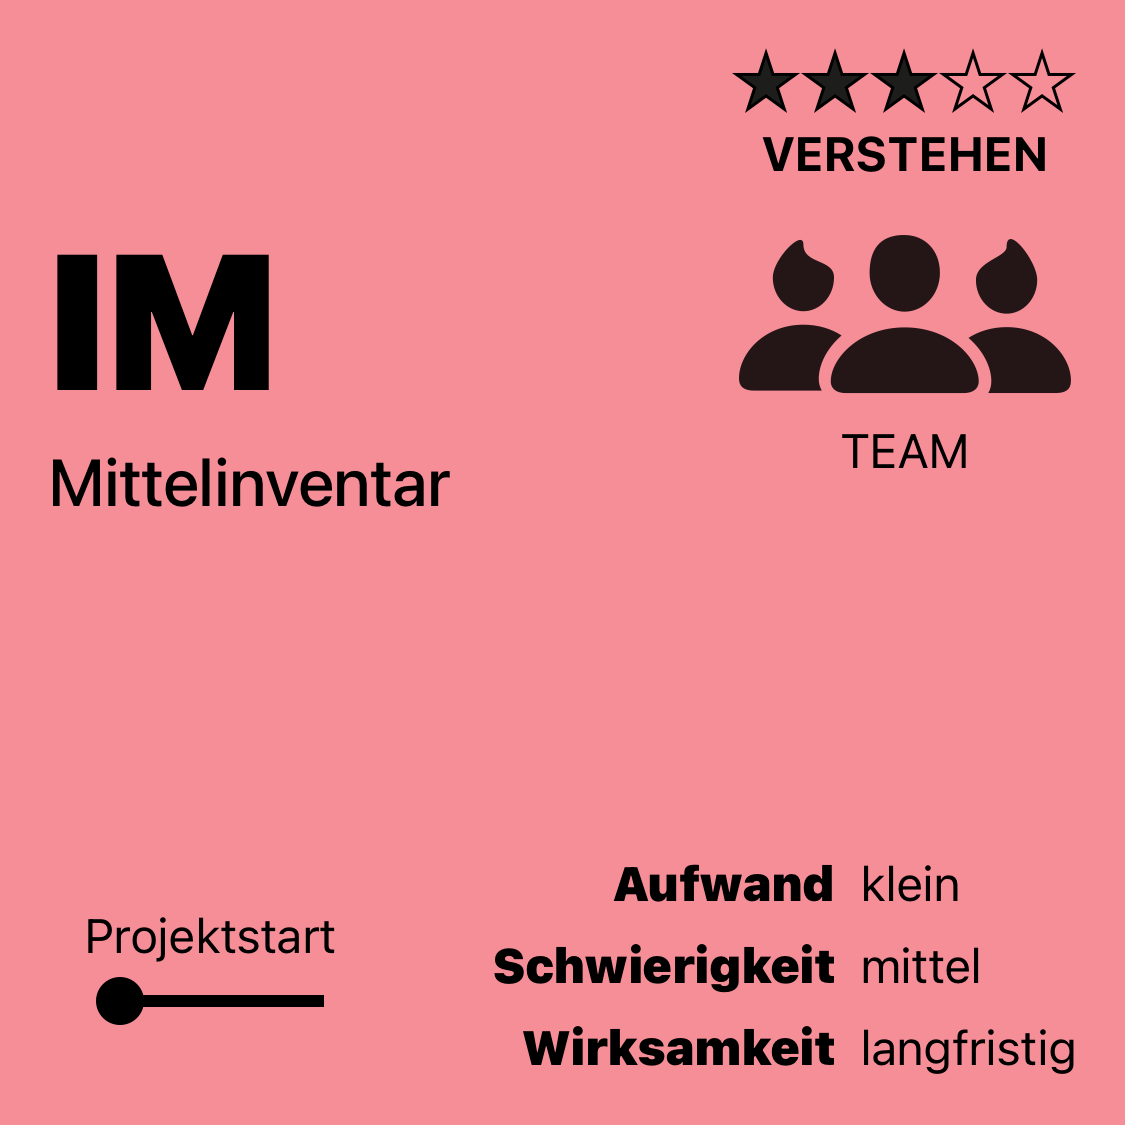 ★★★☆☆
VERSTEHEN
IM
Mittelinventar
TEAM
Projektstart
Aufwand klein
Schwierigkeit mittel
Wirksamkeit langfristig